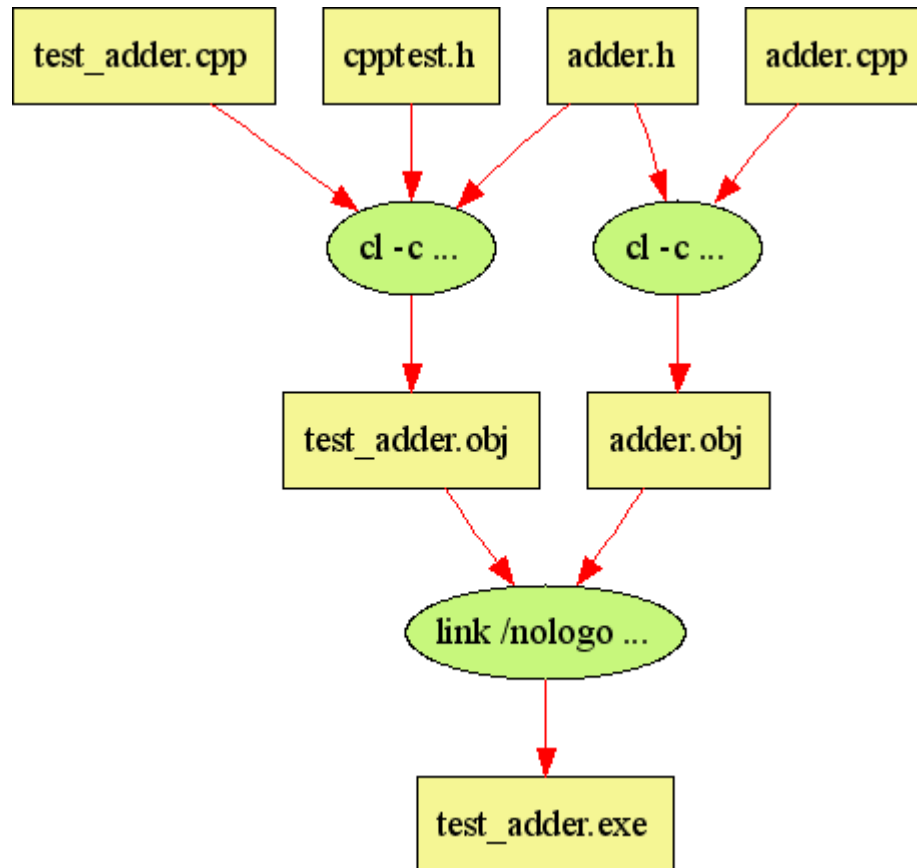 test_adder.cpp
cpptest.h
adder.h
adder.cpp
cl -c ...
cl -c ...
test_adder.obj
adder.obj
link /nologo ...
test_adder.exe